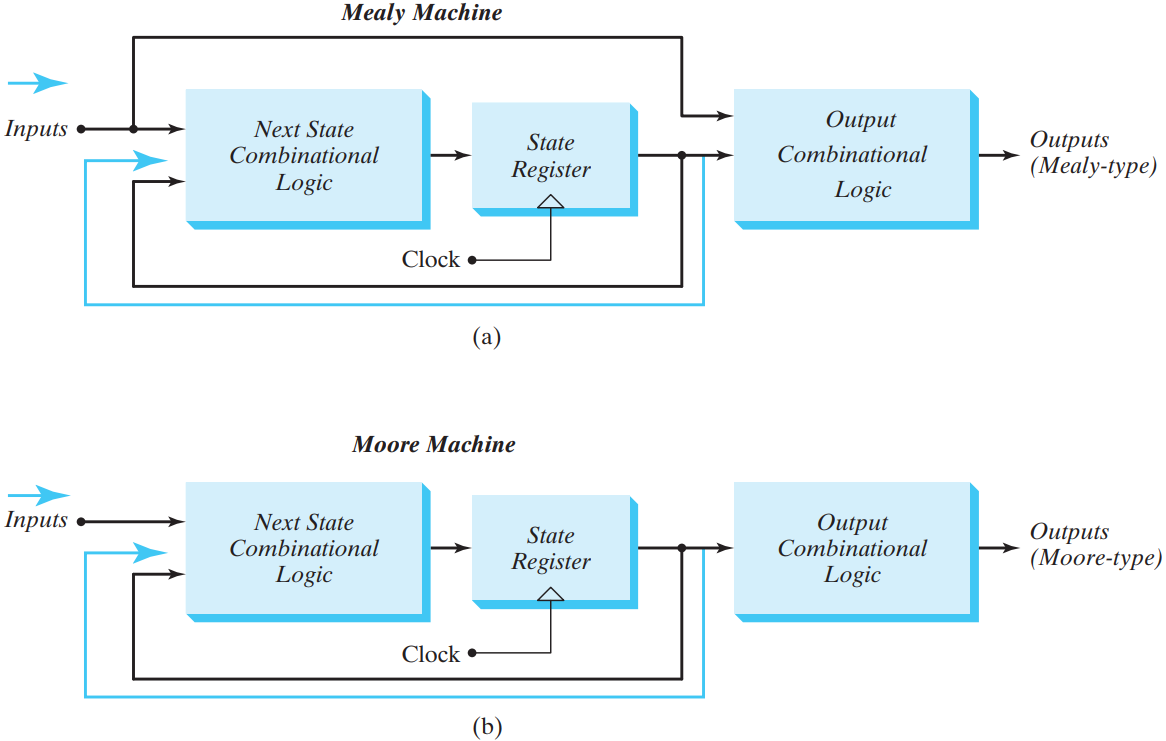 Mealy Machine
Inputs
Next State
Combinational
Logic
State
Register
Clock
Output
Combinational
Logic
Outputs
(Mealy-type)
(a)
Moore Machine
Inputs
Next State
Combinational
Logic
State
Register
Clock
Output
Combinational
Logic
Outputs
(Moore-type)
(b)